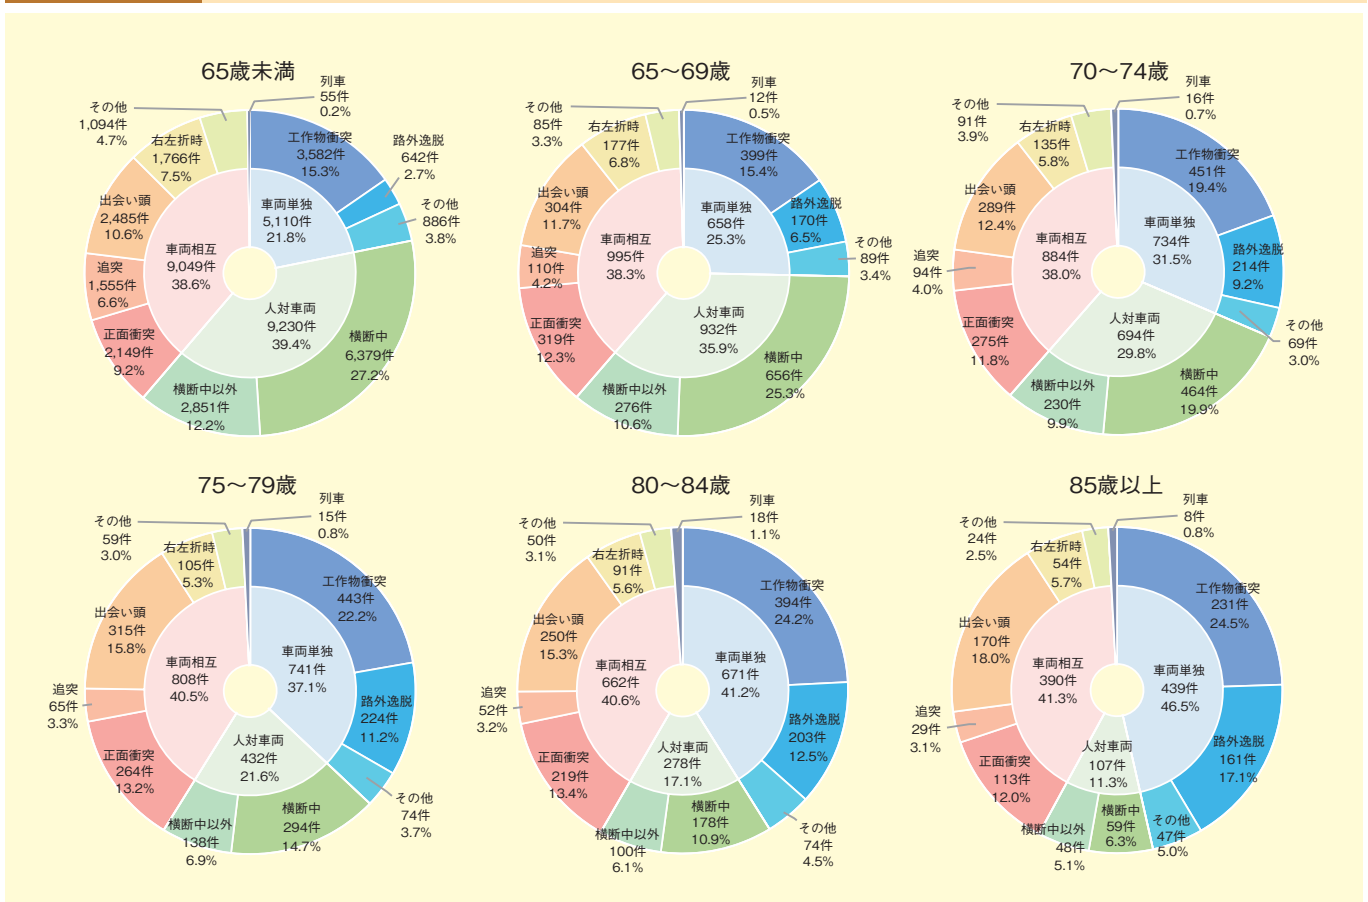 65歳未満
列車
55件
0.2%
工作物衝突
3,582件
15.3%
路外逸脱
642件
2.7%
その他
886件
3.8%
車両単独
5,110件
21.8%
人対車両
9,230件
39.4%
横断中
6,379件
27.2%
横断中以外
2,851件
12.2%
車両相互
9,049件
38.6%
正面衝突
2,149件
9.2%
追突
1,555件
6.6%
出会い頭
2,485件
10.6%
右左折時
1,766件
7.5%
その他
1,094件
4.7%
65～69歳
列車
12件
0.5%
工作物衝突
399件
15.4%
路外逸脱
170件
6.5%
その他
89件
3.4%
車両単独
658件
25.3%
人対車両
932件
35.9%
横断中
656件
25.3%
横断中以外
276件
10.6%
車両相互
995件
38.3%
正面衝突
319件
12.3%
追突
110件
4.2%
出会い頭
304件
11.7%
右左折時
177件
6.8%
その他
85件
3.3%
70～74歳
列車
16件
0.7%
工作物衝突
451件
19.4%
路外逸脱
214件
9.2%
その他
69件
3.0%
車両単独
734件
31.5%
人対車両
694件
29.8%
横断中
464件
19.9%
横断中以外
230件
9.9%
車両相互
884件
38.0%
正面衝突
275件
11.8%
追突
94件
4.0%
出会い頭
289件
12.4%
右左折時
135件
5.8%
その他
91件
3.9%
75～79歳
列車
15件
0.8%
工作物衝突
443件
22.2%
路外逸脱
224件
11.2%
その他
74件
3.7%
車両単独
741件
37.1%
人対車両
432件
21.6%
横断中
294件
14.7%
横断中以外
138件
6.9%
車両相互
808件
40.5%
正面衝突
264件
13.2%
追突
65件
3.3%
出会い頭
315件
15.8%
右左折時
105件
5.3%
その他
59件
3.0%
80～84歳
列車
18件
1.1%
工作物衝突
394件
24.2%
路外逸脱
203件
12.5%
その他
74件
4.5%
車両単独
671件
41.2%
人対車両
278件
17.1%
横断中
178件
10.9%
横断中以外
100件
6.1%
車両相互
662件
40.6%
正面衝突
219件
13.4%
追突
52件
3.2%
出会い頭
250件
15.3%
右左折時
91件
5.6%
その他
50件
3.1%
85歳以上
列車
8件
0.8%
工作物衝突
231件
24.5%
路外逸脱
161件
17.1%
その他
47件
5.0%
車両単独
439件
46.5%
人対車両
107件
11.3%
横断中
59件
6.3%
横断中以外
48件
5.1%
車両相互
390件
41.3%
正面衝突
113件
12.0%
追突
29件
3.1%
出会い頭
170件
18.0%
右左折時
54件
5.7%
その他
24件
2.5%